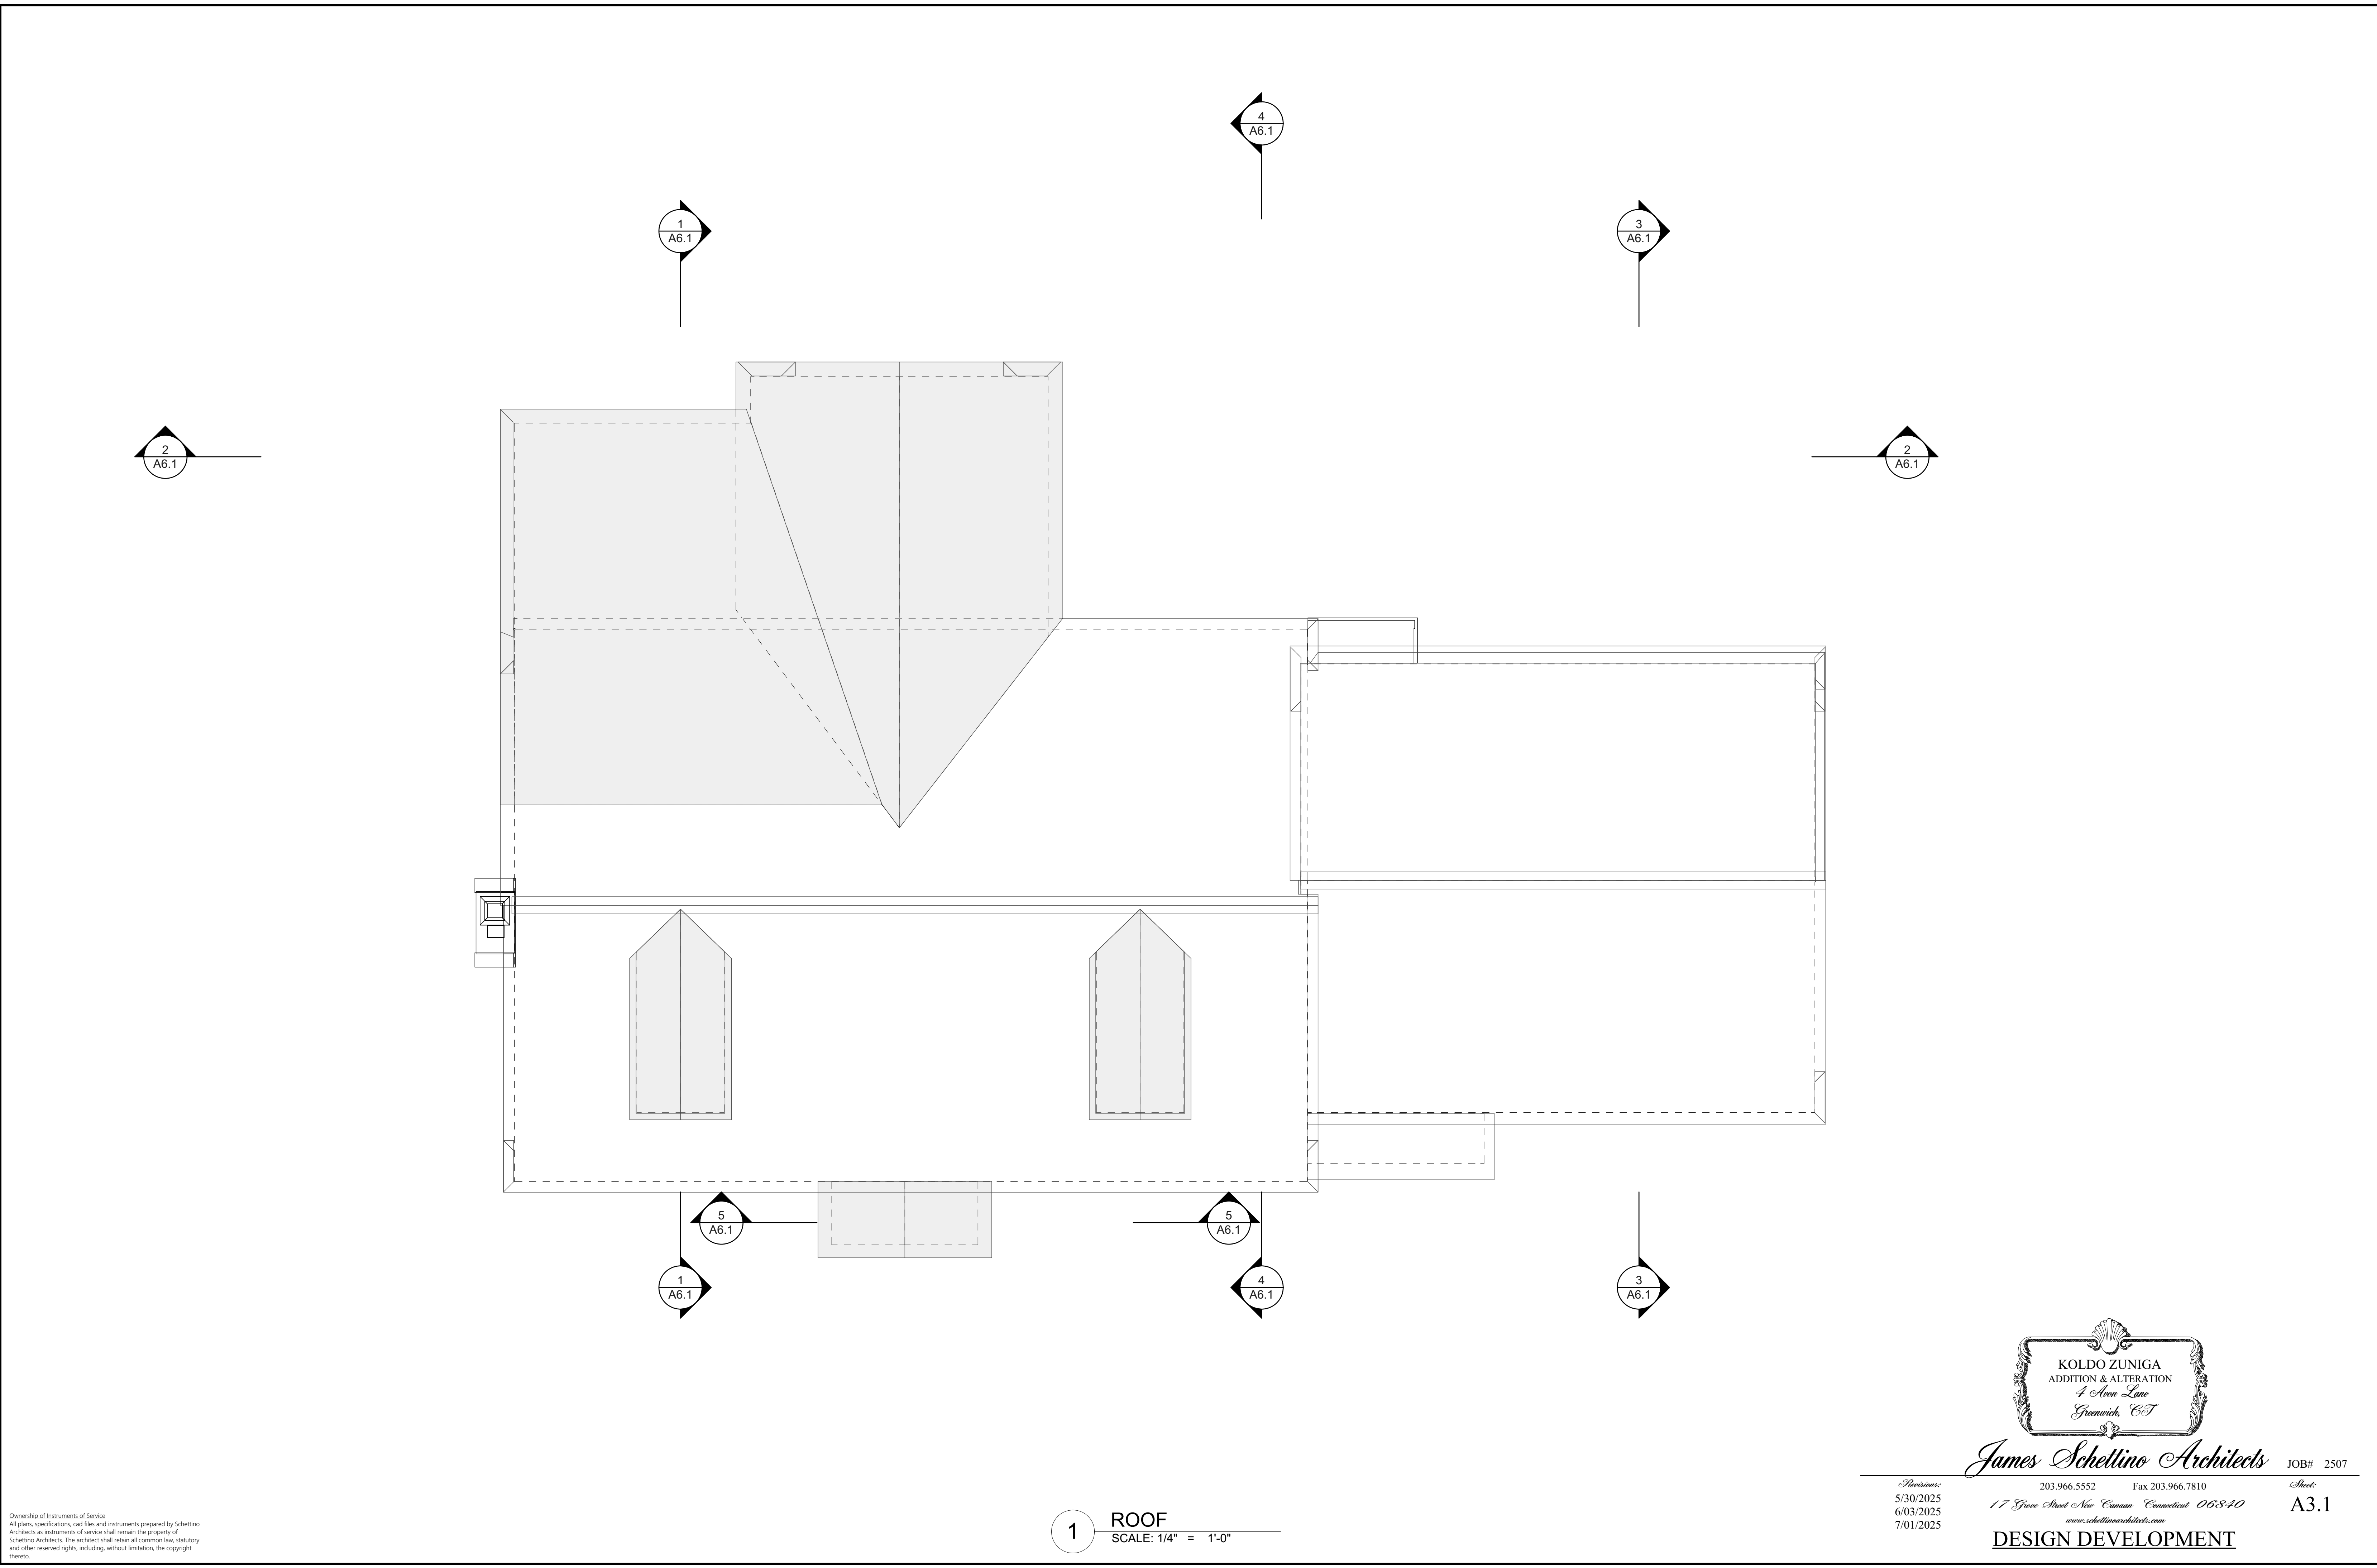 4
A6.1
1
A6.1
3
A6.1
2
A6.1
2
A6.1
5
A6.1
5
A6.1
1
A6.1
4
A6.1
3
A6.1
KOLDO ZUNIGA
ADDITION & ALTERATION
4 Avon Lane
Greenwich, CT
James Schettino Architects
JOB# 2507
Revisions:
5/30/2025
6/03/2025
7/01/2025
203.966.5552 Fax 203.966.7810
17 Grove Street New Canaan Connecticut 06840
www.schettinoarchitects.com
DESIGN DEVELOPMENT
Sheet:
A3.1
1
ROOF
SCALE: 1/4" = 1'-0"
Ownership of Instruments of Service
All plans, specifications, cad files and instruments prepared by Schettino
Architects as instruments of service shall remain the property of
Schettino Architects. The architect shall retain all common law, statutory
and other reserved rights, including, without limitation, the copyright
thereto.